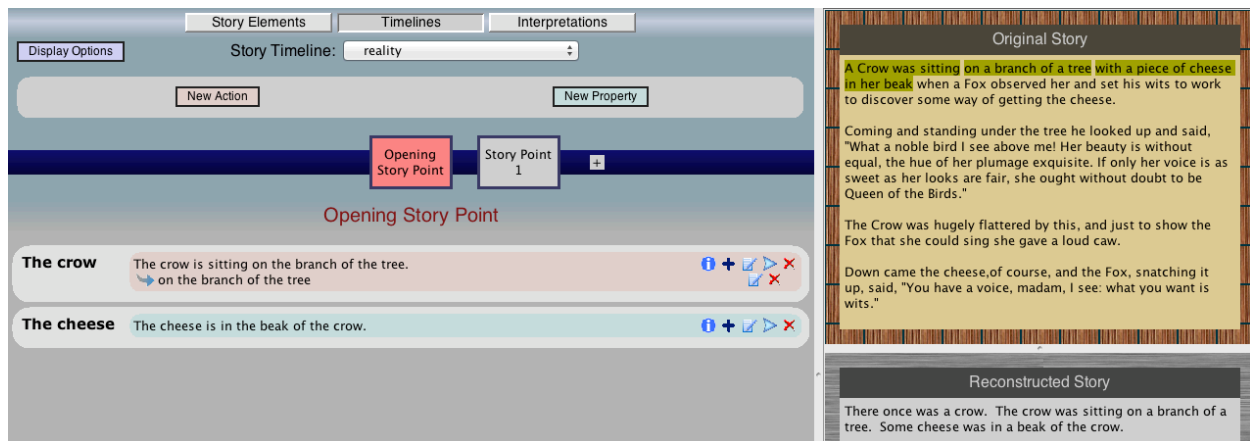 Story Elements
Timelines
Interpretations
Display Options
Story Timeline:
reality
New Action
New Property
Opening
Story Point
Story Point
1
+
Opening Story Point
The crow
The crow is sitting on the branch of the tree.
on the branch of the tree
The cheese
The cheese is in the beak of the crow.
Original Story
A Crow was sitting on a branch of a tree with a piece of cheese
in her beak when a Fox observed her and set his wits to work
to discover some way of getting the cheese.
Coming and standing under the tree he looked up and said,
"What a noble bird I see above me! Her beauty is without
equal, the hue of her plumage exquisite. If only her voice is as
sweet as her looks are fair, she ought without doubt to be
Queen of the Birds."
The Crow was hugely flattered by this, and just to show the
Fox that she could sing she gave a loud caw.
Down came the cheese,of course, and the Fox, snatching it
up, said, "You have a voice, madam, I see: what you want is
wits."
Reconstructed Story
There once was a crow.  The crow was sitting on a branch of a
tree.  Some cheese was in a beak of the crow.